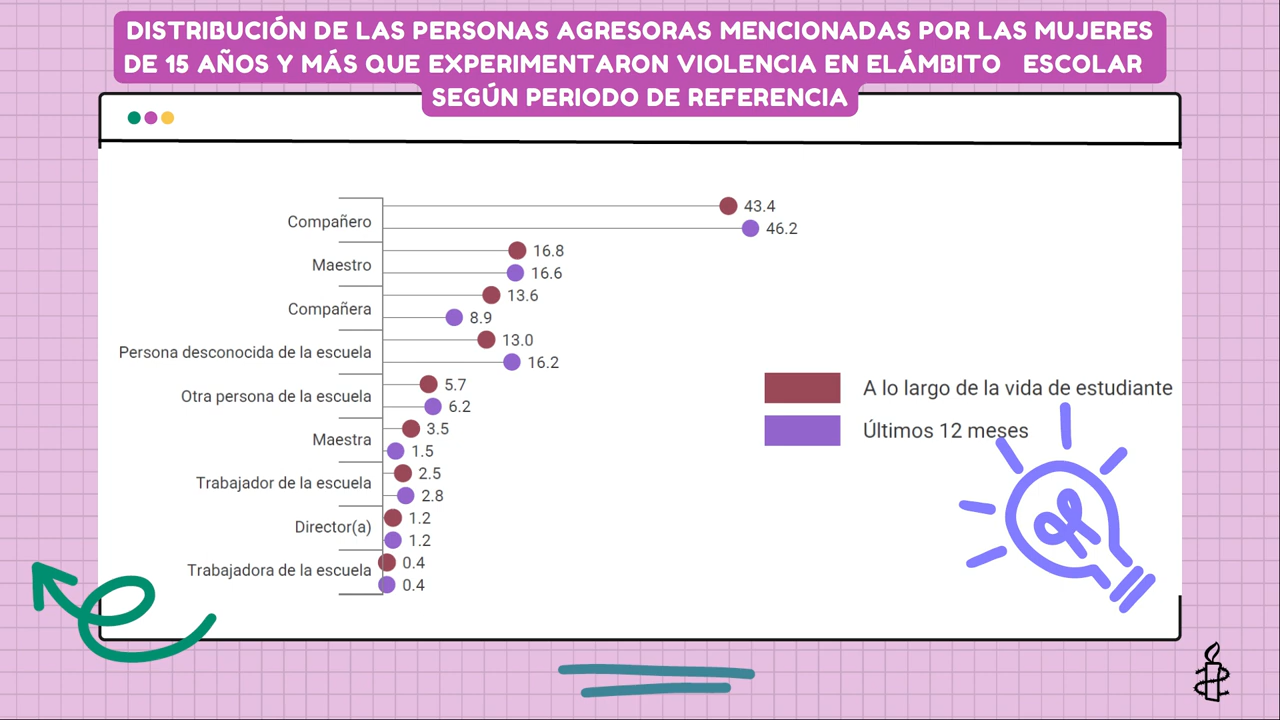 DISTRIBUCIÓN DE LAS PERSONAS AGRESORAS MENCIONADAS POR LAS MUJERES
DE 15 AÑOS Y MÁS QUE EXPERIMENTARON VIOLENCIA EN ELÁMBITO ESCOLAR
SEGÚN PERIODO DE REFERENCIA
Compañero
43.4
46.2
Maestro
16.8
16.6
Compañera
13.6
8.9
Persona desconocida de la escuela
13.0
16.2
Otra persona de la escuela
5.7
6.2
Maestra
3.5
1.5
Trabajador de la escuela
2.5
2.8
Director(a)
1.2
1.2
Trabajadora de la escuela
0.4
0.4
A lo largo de la vida de estudiante
Últimos 12 meses